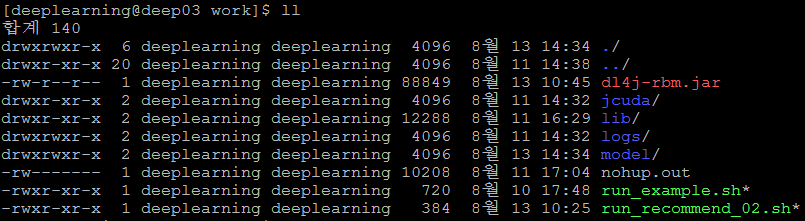 [deeplearning@deep03 work]$ ll
합계 140
drwxrwxr-x  6 deeplearning deeplearning  4096  8월 13 14:34 ./
drwxr-xr-x 20 deeplearning deeplearning  4096  8월 11 14:38 ../
-rw-r--r--  1 deeplearning deeplearning 88849  8월 13 10:45 dl4j-rbm.jar
drwxr-xr-x  2 deeplearning deeplearning  4096  8월 11 14:32 jcuda/
drwxr-xr-x  2 deeplearning deeplearning 12288  8월 11 16:29 lib/
drwxrwxr-x  2 deeplearning deeplearning  4096  8월 11 14:32 logs/
drwxrwxr-x  2 deeplearning deeplearning  4096  8월 13 14:34 model/
-rw-------  1 deeplearning deeplearning 10208  8월 11 17:04 nohup.out
-rwxr-xr-x  1 deeplearning deeplearning   720  8월 10 17:48 run_example.sh*
-rwxr-xr-x  1 deeplearning deeplearning   384  8월 13 10:25 run_recommend_02.sh*